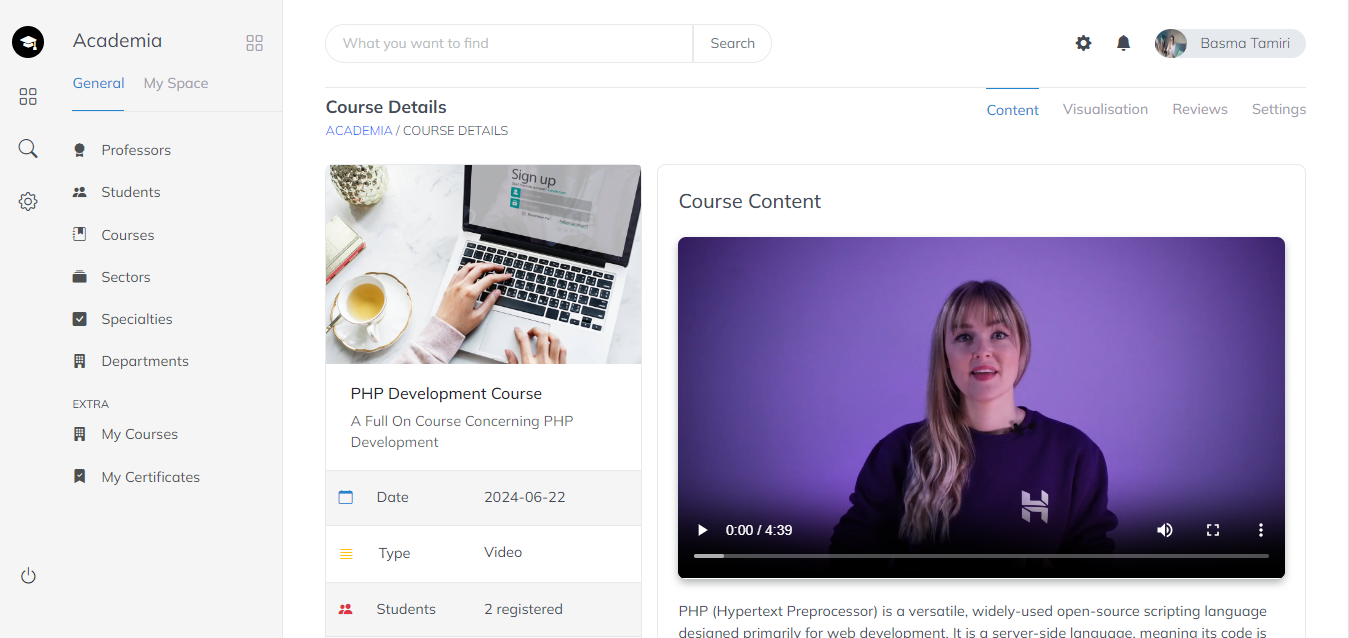 Academia
General My Space
Professors
Students
Courses
Sectors
Specialties
Departments
EXTRA
My Courses
My Certificates
What you want to find Search
Basma Tamiri
Course Details
ACADEMIA / COURSE DETAILS
Content Visualisation Reviews Settings
Sign up
PHP Development Course
A Full On Course Concerning PHP
Development
Date 2024-06-22
Type Video
Students 2 registered
Course Content
H
0:00 / 4:39
PHP (Hypertext Preprocessor) is a versatile, widely-used open-source scripting language
designed primarily for web development. It is a server-side language, meaning its code is